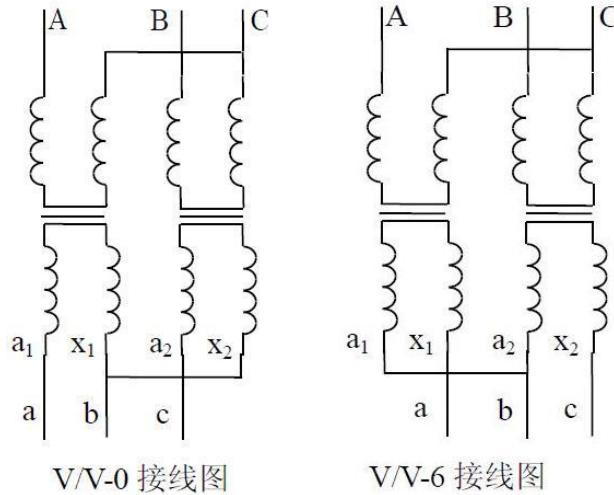 A B C A B C
a₁ x₁ a₂ x₂ a₁ x₁ a₂ x₂
a b c a b c
V/V-0 接线图 V/V-6 接线图